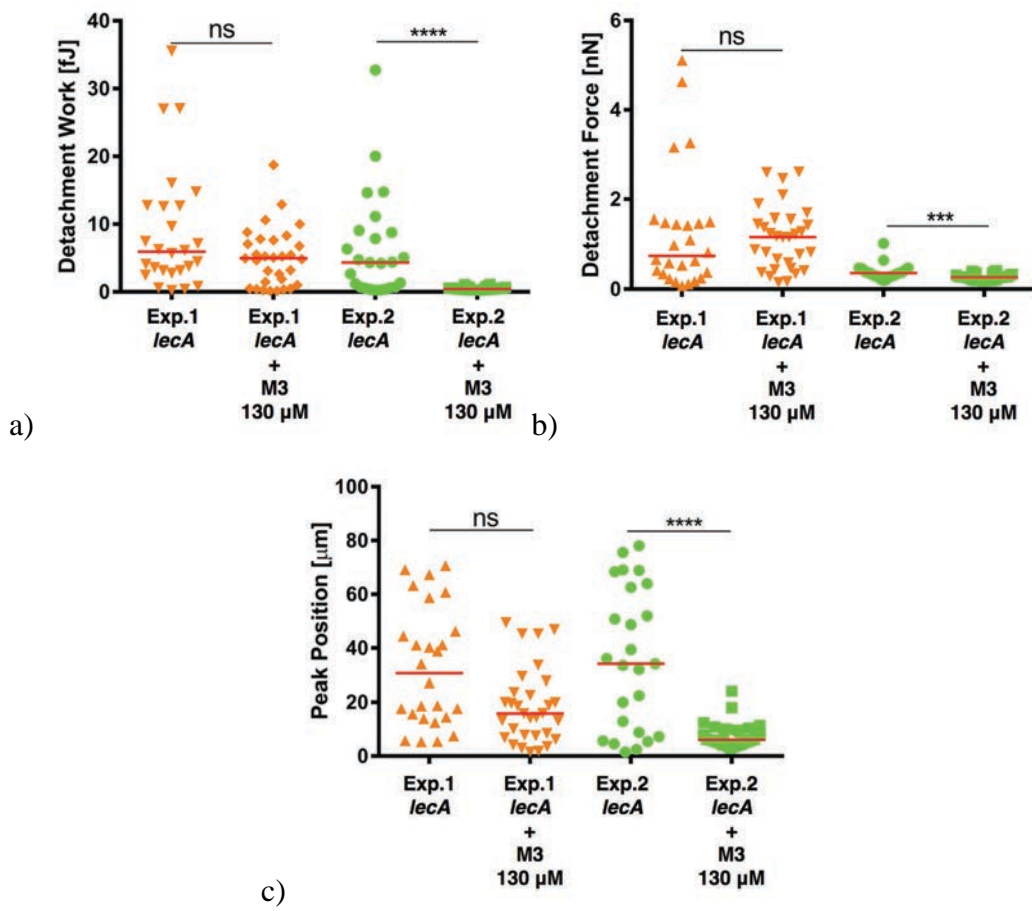 Detachment Work [fJ]
40
30
20
10
0
ns
****
Exp.1
lecA
Exp.1
lecA
+
M3
130 µM
Exp.2
lecA
Exp.2
lecA
+
M3
130 µM
a)
Detachment Force [nN]
6
4
2
0
ns
***
Exp.1
lecA
Exp.1
lecA
+
M3
130 µM
Exp.2
lecA
Exp.2
lecA
+
M3
130 µM
b)
Peak Position [µm]
100
80
60
40
20
0
ns
****
Exp.1
lecA
Exp.1
lecA
+
M3
130 µM
Exp.2
lecA
Exp.2
lecA
+
M3
130 µM
c)